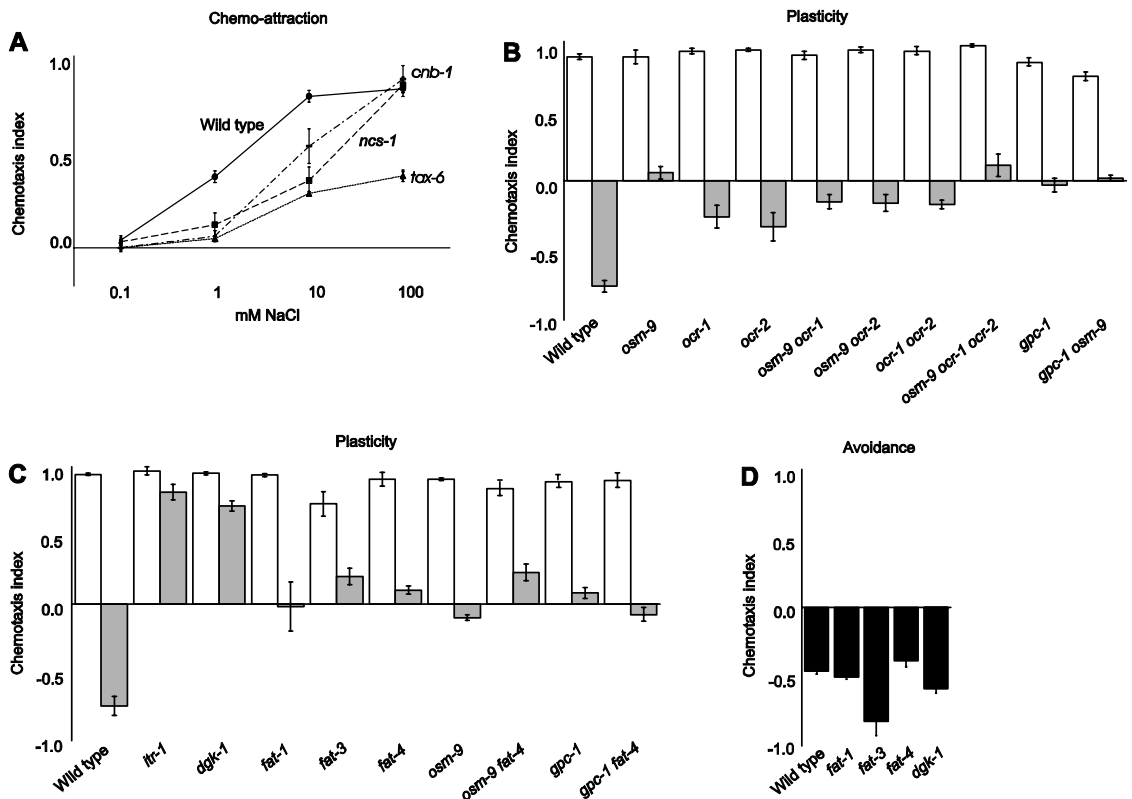 Chemo-attraction
A
1.0
0.5
0.0
Chemotaxis index
Wild type
cnb-1
ncs-1
tax-6
0.1 1 10 100
mM NaCl
Plasticity
B
1.0
0.5
0.0
-0.5
-1.0
Chemotaxis index
Wild type
osm-9
ocr-1
ocr-2
osm-9 ocr-1
osm-9 ocr-2
ocr-1 ocr-2
osm-9 ocr-1 ocr-2
gpc-1
gpc-1 osm-9
Plasticity
C
1.0
0.5
0.0
-0.5
-1.0
Chemotaxis index
Wild type
itr-1
dgk-1
fat-1
fat-3
fat-4
osm-9
osm-9 fat-4
gpc-1
gpc-1 fat-4
Avoidance
D
1.0
0.5
0.0
-0.5
-1.0
Chemotaxis index
Wild type
fat-1
fat-3
fat-4
dgk-1